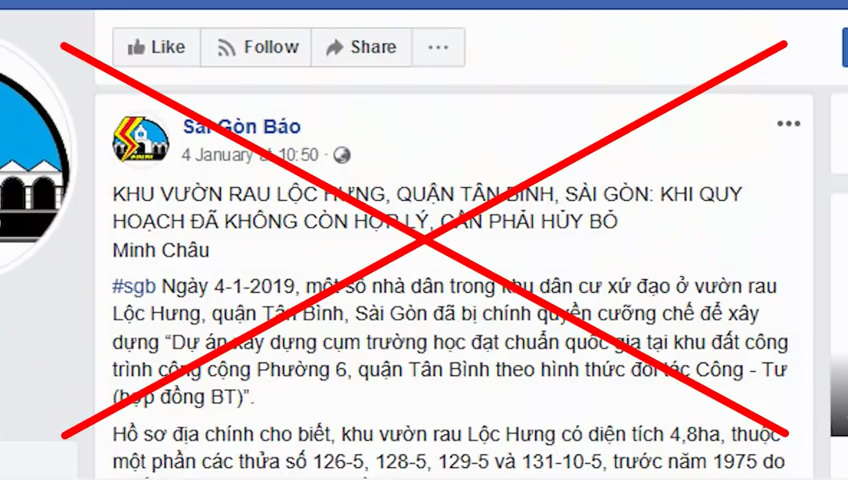 Like Follow Share
Sài Gòn Báo
4 January at 10:50
KHU VƯỜN RAU LỘC HƯNG, QUẬN TÂN BÌNH, SÀI GÒN: KHI QUY
HOẠCH ĐÃ KHÔNG CÒN HỢP LÝ, CẦN PHẢI HỦY BỎ
Minh Châu
#sgb Ngày 4-1-2019, một số nhà dân trong khu dân cư xứ đạo ở vườn rau
Lộc Hưng, quận Tân Bình, Sài Gòn đã bị chính quyền cưỡng chế để xây
dựng “Dự án xây dựng cụm trường học đạt chuẩn quốc gia tại khu đất công
trình công cộng Phường 6, quận Tân Bình theo hình thức đối tác Công - Tư
(hợp đồng BT)”.
Hồ sơ địa chính cho biết, khu vườn rau Lộc Hưng có diện tích 4,8ha, thuộc
một phần các thửa số 126-5, 128-5, 129-5 và 131-10-5, trước năm 1975 do